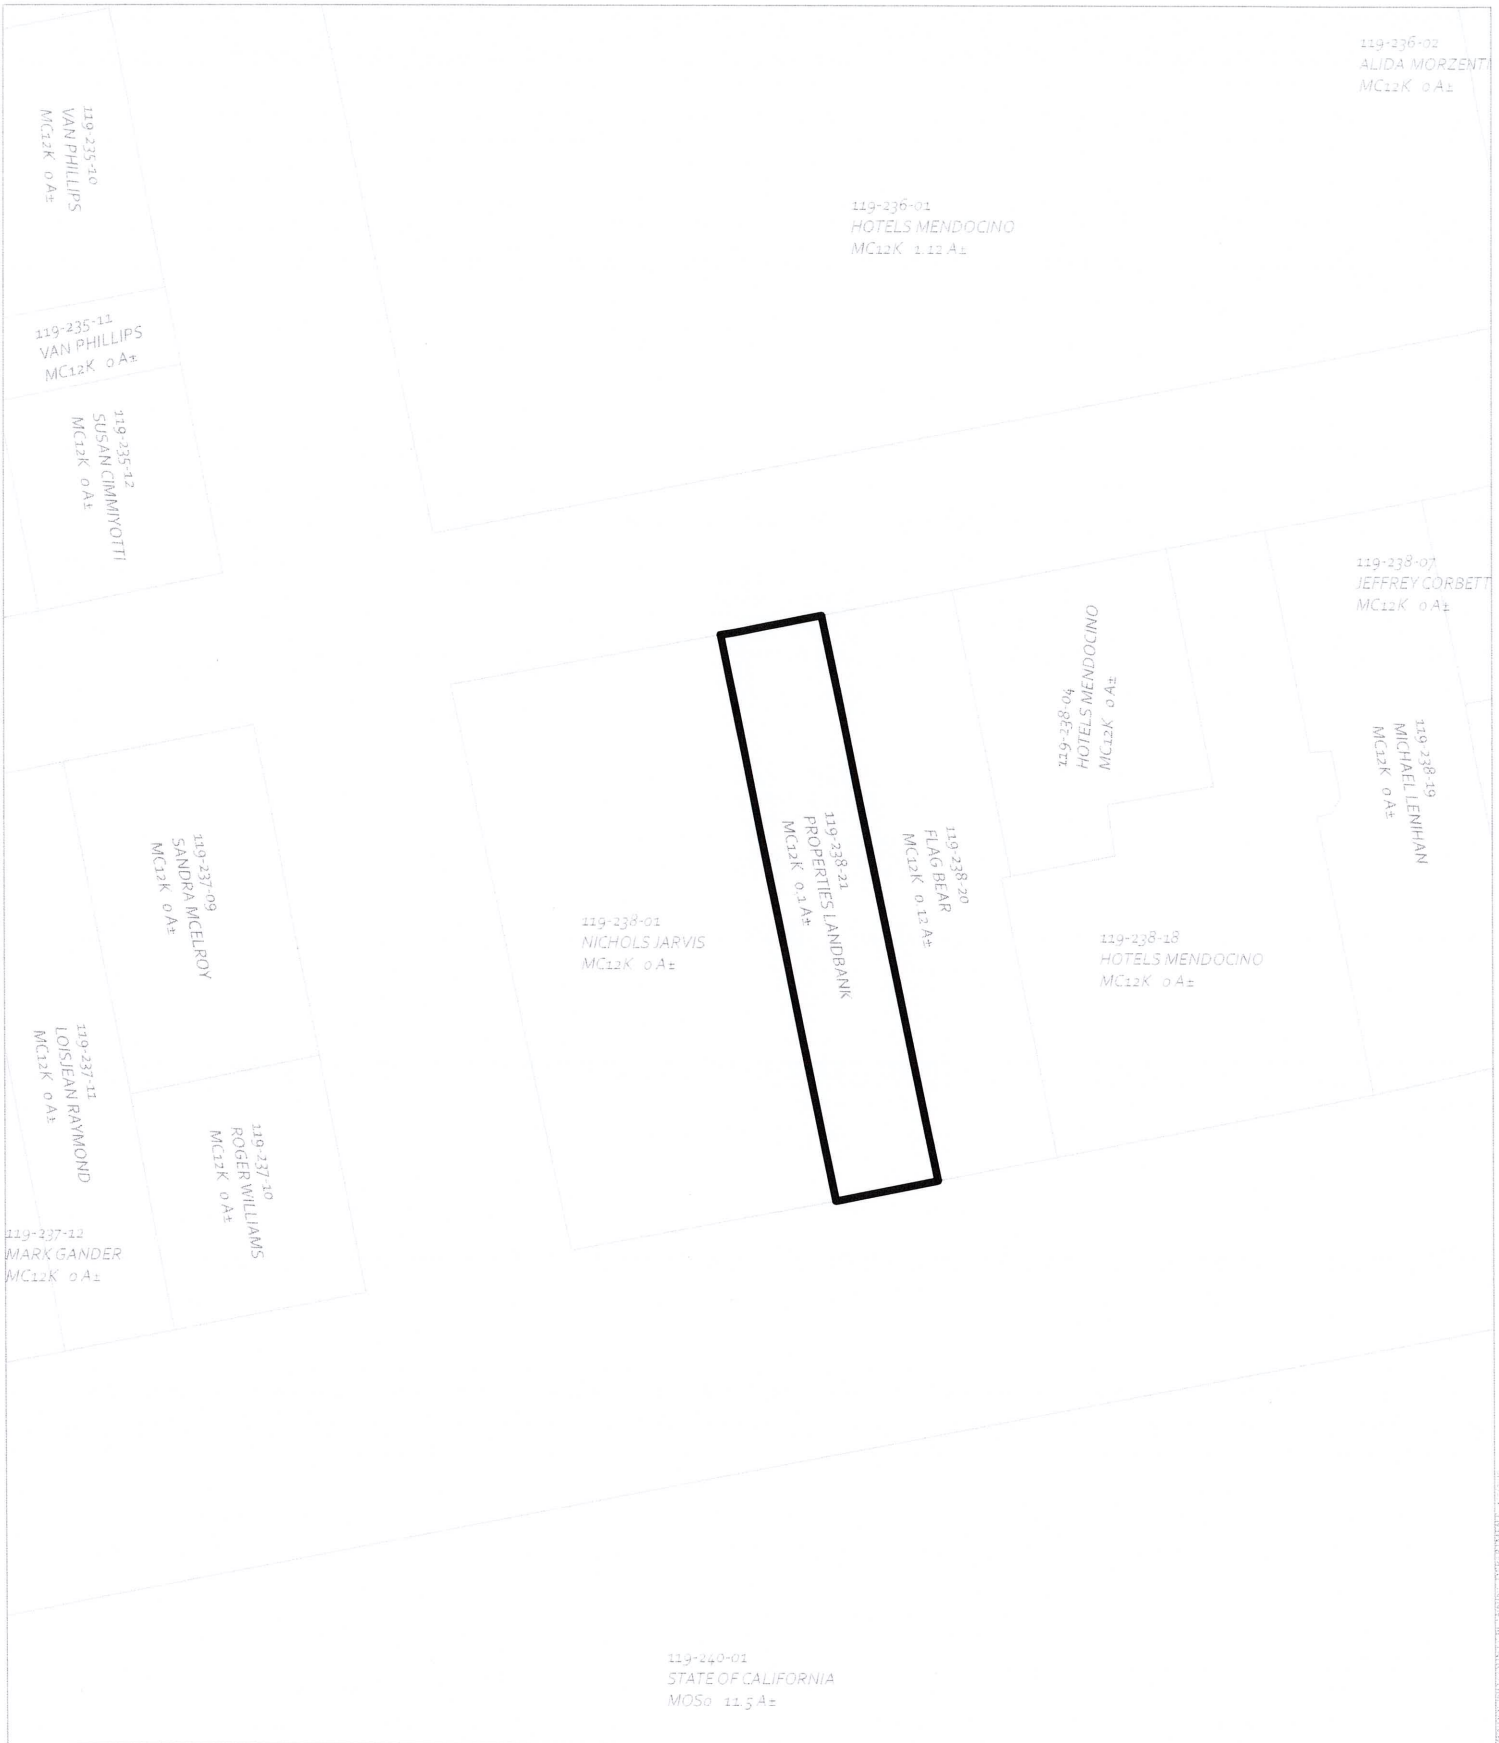 119-236-02
ALIDA MORZENTI
MC12K 0 A±
119-235-10
VAN PHILLIPS
MC12K 0 A±
119-236-01
HOTELS MENDOCINO
MC12K 1.12 A±
119-235-11
VAN PHILLIPS
MC12K 0 A±
119-235-12
SUSAN CIMMIYOTTI
MC12K 0 A±
119-238-07
JEFFREY CORBETT
MC12K 0 A±
119-238-04
HOTELS MENDOCINO
MC12K 0 A±
119-238-19
MICHAEL LENIHAN
MC12K 0 A±
119-238-21
PROPERTIES LANDBANK
MC12K 0.1 A±
119-238-20
FLAG BEAR
MC12K 0.12 A±
119-237-09
SANDRA MCELROY
MC12K 0 A±
119-238-01
NICHOLS JARVIS
MC12K 0 A±
119-238-18
HOTELS MENDOCINO
MC12K 0 A±
119-237-11
LOISJEAN RAYMOND
MC12K 0 A±
119-237-10
ROGER WILLIAMS
MC12K 0 A±
119-237-12
MARK GANDER
MC12K 0 A±
119-240-01
STATE OF CALIFORNIA
MOS0 11.5 A±